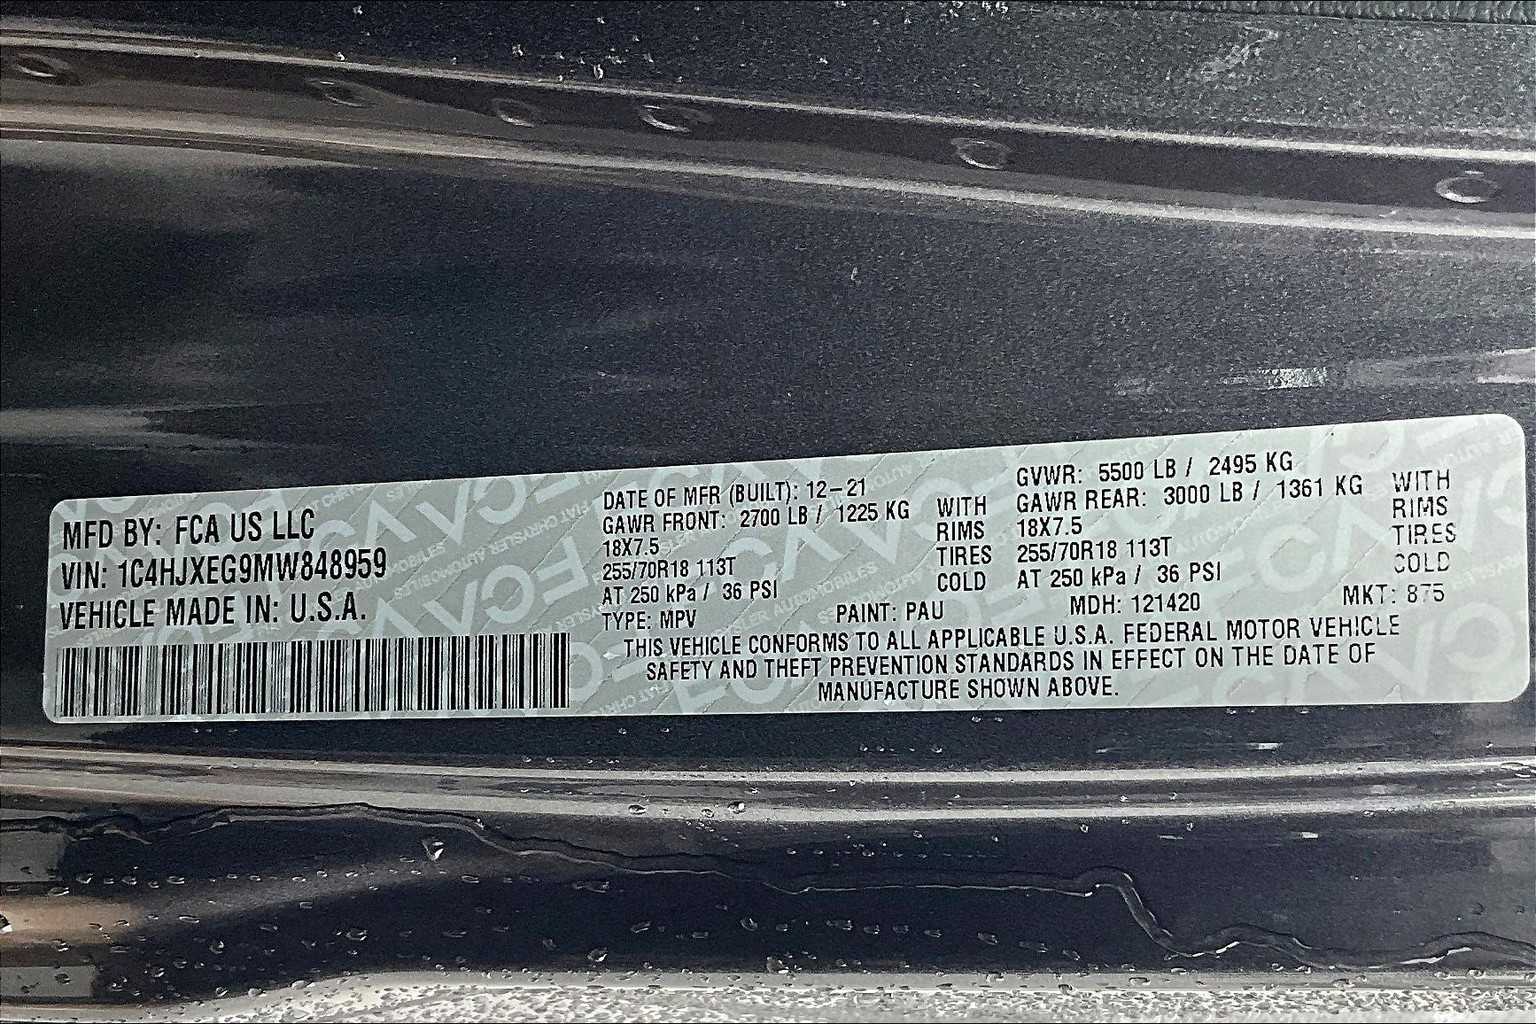 MFD BY: FCA US LLC
VIN: 1C4HJXEG9MW848959
VEHICLE MADE IN: U.S.A.
DATE OF MFR (BUILT): 12-21
GAWR FRONT: 2700 LB / 1225 KG WITH
18X7.5 RIMS
255/70R18 113T TIRES
AT 250 kPa / 36 PSI COLD
GVWR: 5500 LB / 2495 KG
GAWR REAR: 3000 LB / 1361 KG WITH
18X7.5 RIMS
255/70R18 113T TIRES
AT 250 kPa / 36 PSI COLD
TYPE: MPV PAINT: PAU MDH: 121420 MKT: 875
THIS VEHICLE CONFORMS TO ALL APPLICABLE U.S.A. FEDERAL MOTOR VEHICLE
SAFETY AND THEFT PREVENTION STANDARDS IN EFFECT ON THE DATE OF
MANUFACTURE SHOWN ABOVE.